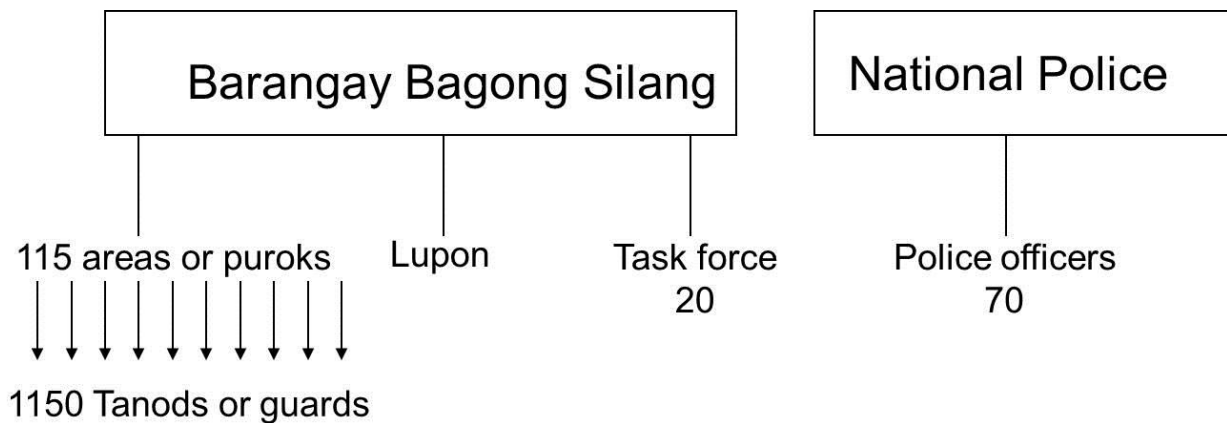 Barangay Bagong Silang
National Police
115 areas or puroks
Lupon
Task force
20
Police officers
70
1150 Tanods or guards